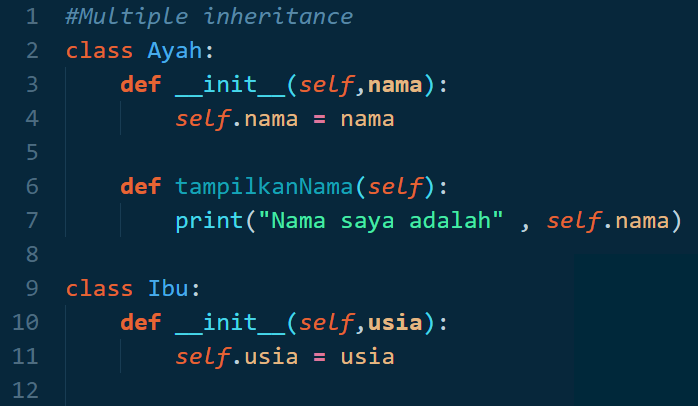 1 #Multiple inheritance
2 class Ayah:
3     def __init__(self,nama):
4         self.nama = nama
5
6     def tampilkanNama(self):
7         print("Nama saya adalah" , self.nama)
8
9 class Ibu:
10     def __init__(self,usia):
11         self.usia = usia
12